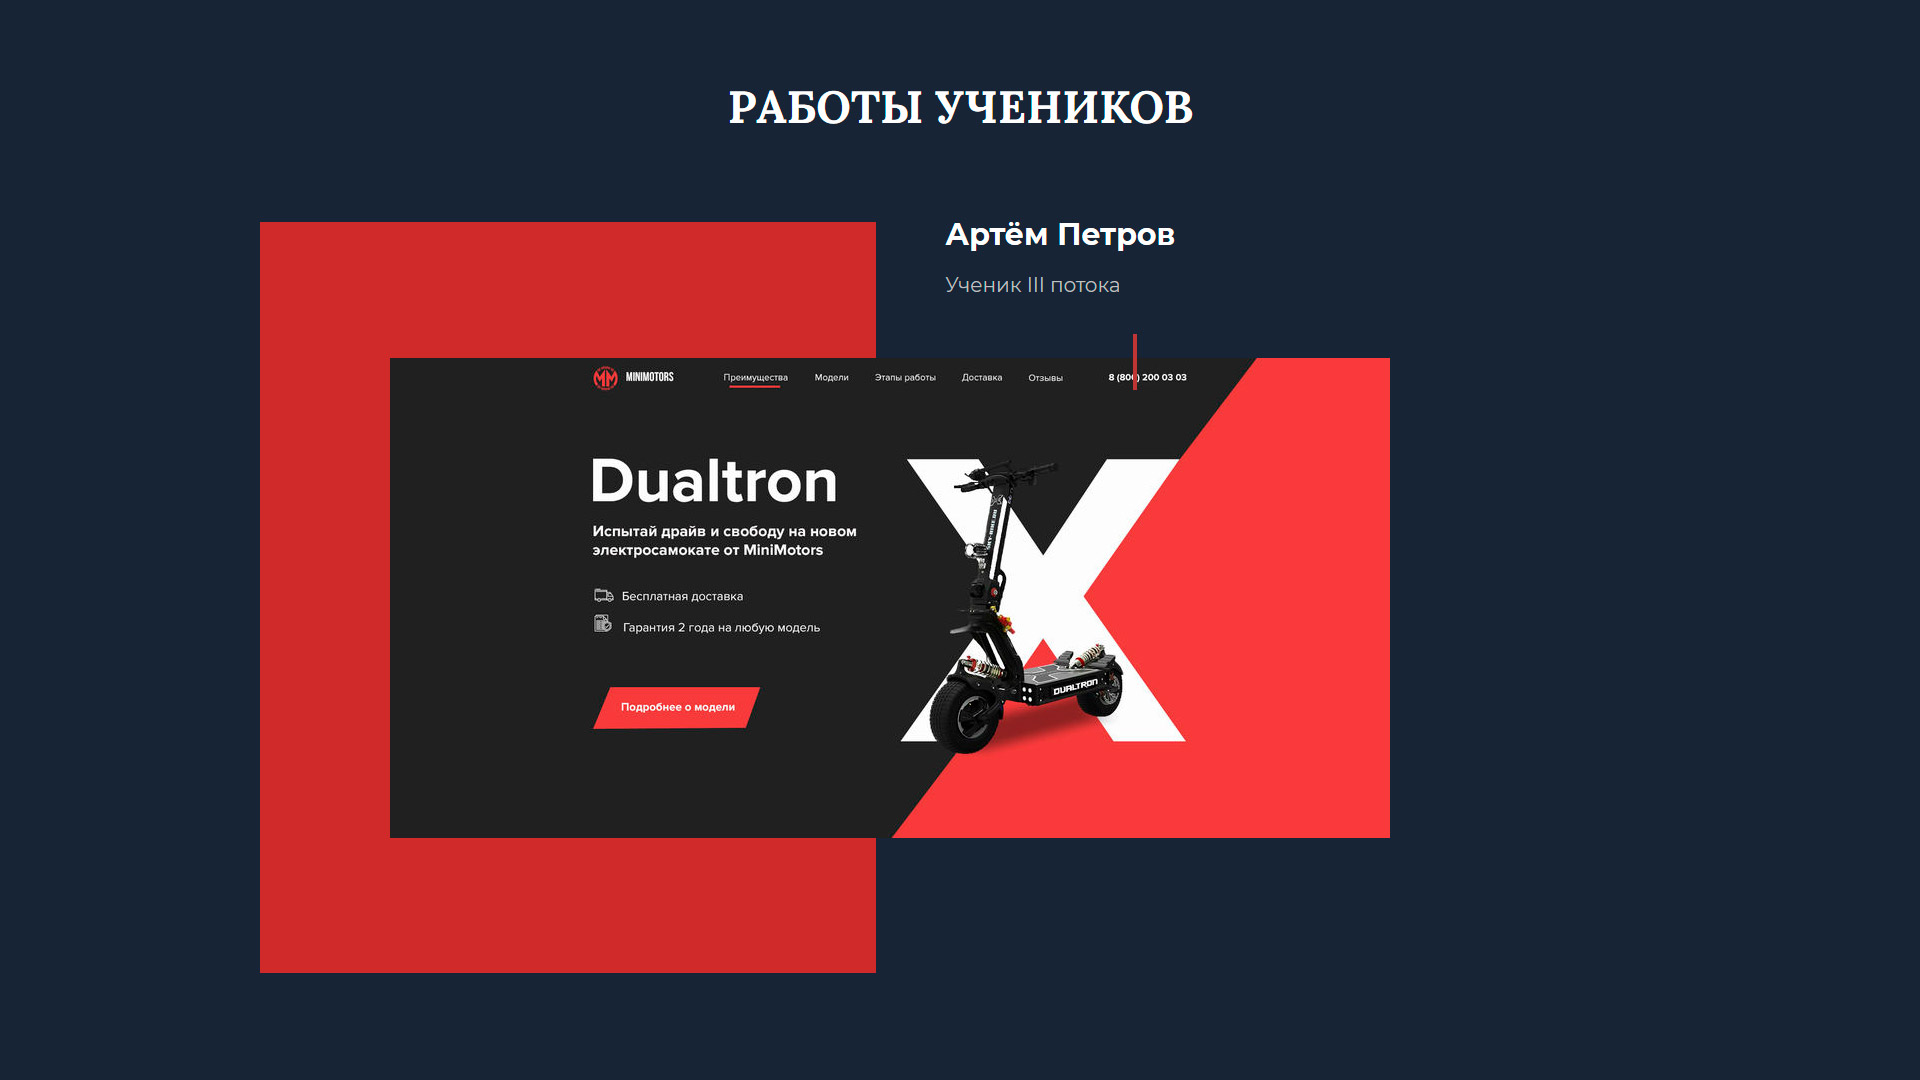 РАБОТЫ УЧЕНИКОВ
Артём Петров
Ученик III потока
MINIMOTORS
Преимущества
Модели
Этапы работы
Доставка
Отзывы
8 (800) 200 03 03
Dualtron
X
Испытай драйв и свободу на новом
электросамокате от MiniMotors
Бесплатная доставка
Гарантия 2 года на любую модель
Подробнее о модели
DUALTRON